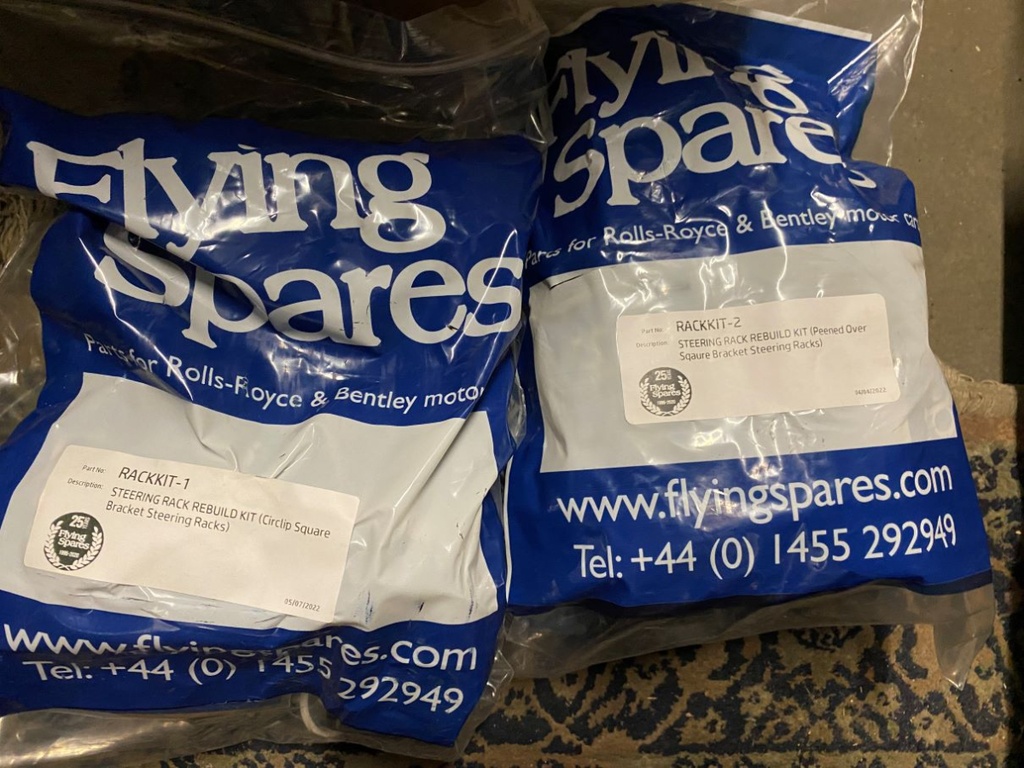 Flying
Spares
Parts for Rolls-Royce & Bentley motor
Part No: RACKKIT-1
Description: STEERING RACK REBUILD KIT (Circlip Square
Bracket Steering Racks)
25
Flying
Spares
05/07/2022
www.flyingspares.com
Tel: +44 (0) 1455 292949
Flying
Spares
Parts for Rolls-Royce & Bentley motor car
Part No: RACKKIT-2
Description: STEERING RACK REBUILD KIT (Peened Over
Sqaure Bracket Steering Racks)
25
Flying
Spares
www.flyingspares.com
Tel: +44 (0) 1455 292949